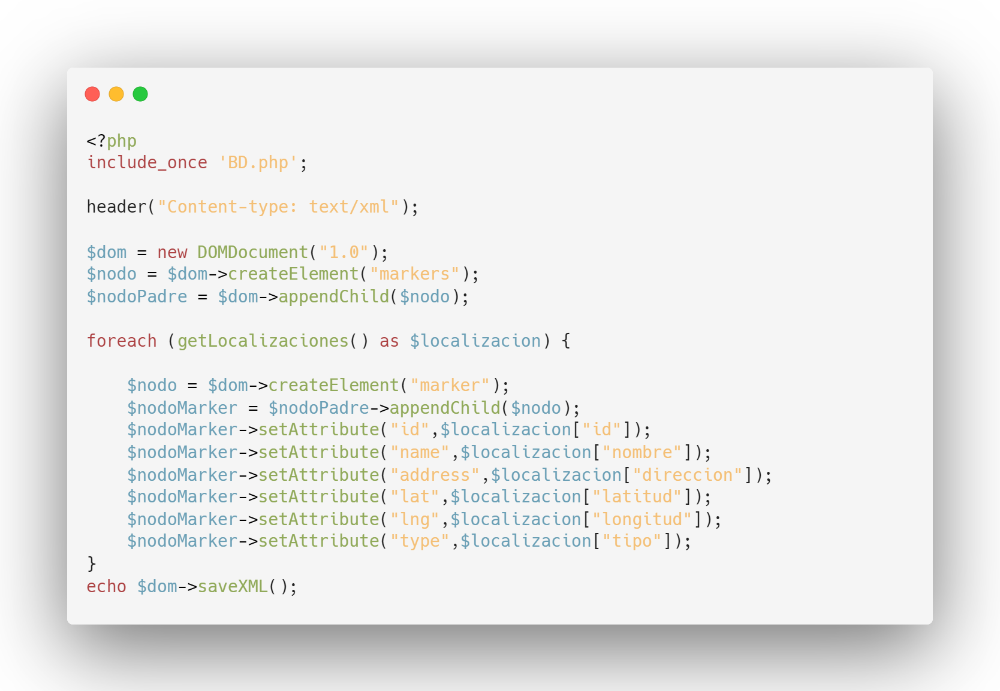 <?php
include_once 'BD.php';
header("Content-type: text/xml");
$dom = new DOMDocument("1.0");
$nodo = $dom->createElement("markers");
$nodoPadre = $dom->appendChild($nodo);
foreach (getLocalizaciones() as $localizacion) {
    $nodo = $dom->createElement("marker");
    $nodoMarker = $nodoPadre->appendChild($nodo);
    $nodoMarker->setAttribute("id",$localizacion["id"]);
    $nodoMarker->setAttribute("name",$localizacion["nombre"]);
    $nodoMarker->setAttribute("address",$localizacion["direccion"]);
    $nodoMarker->setAttribute("lat",$localizacion["latitud"]);
    $nodoMarker->setAttribute("lng",$localizacion["longitud"]);
    $nodoMarker->setAttribute("type",$localizacion["tipo"]);
}
echo $dom->saveXML();